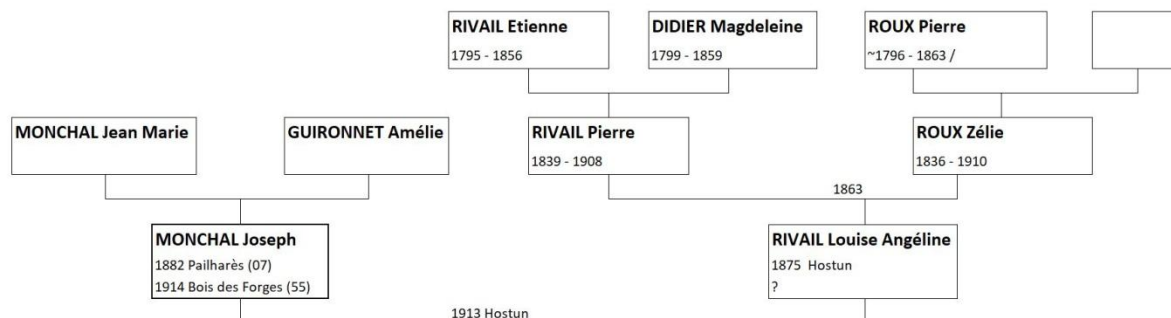 RIVAIL Etienne
1795 - 1856
DIDIER Magdeleine
1799 - 1859
ROUX Pierre
~1796 - 1863 /
MONCHAL Jean Marie
GUIRONNET Amélie
RIVAIL Pierre
1839 - 1908
ROUX Zélie
1836 - 1910
1863
MONCHAL Joseph
1882 Pailharès (07)
1914 Bois des Forges (55)
RIVAIL Louise Angéline
1875 Hostun
?
1913 Hostun